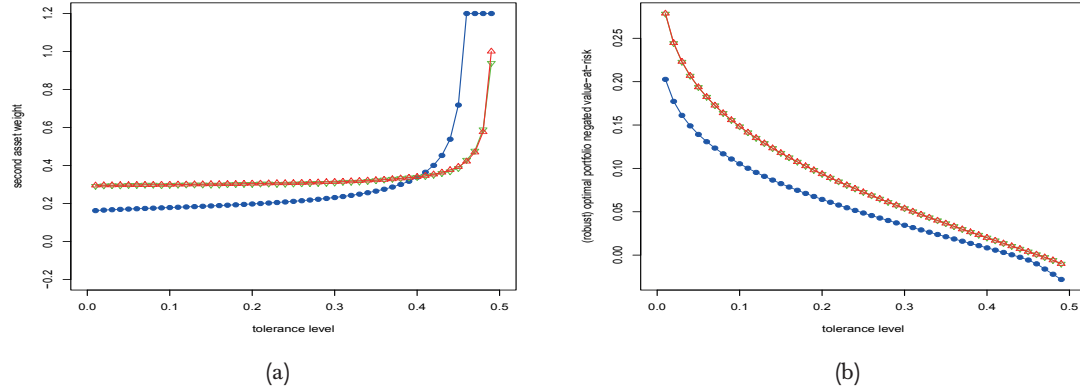 second asset weight
1.2
1.0
0.8
0.6
0.4
0.2
0.0
−0.2
0.0 0.1 0.2 0.3 0.4 0.5
tolerance level
(a)
(robust) optimal portfolio negated value−at−risk
0.25
0.20
0.15
0.10
0.05
0.00
0.0 0.1 0.2 0.3 0.4 0.5
tolerance level
(b)